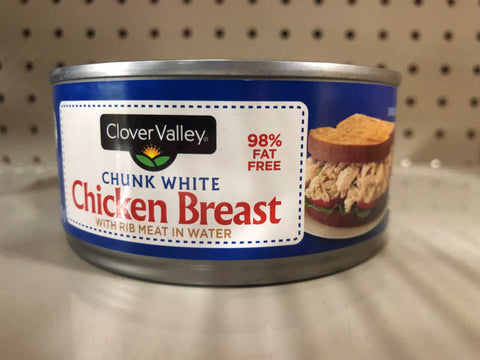 Clover Valley®
98%
FAT
FREE
CHUNK WHITE
Chicken Breast
WITH RIB MEAT IN WATER